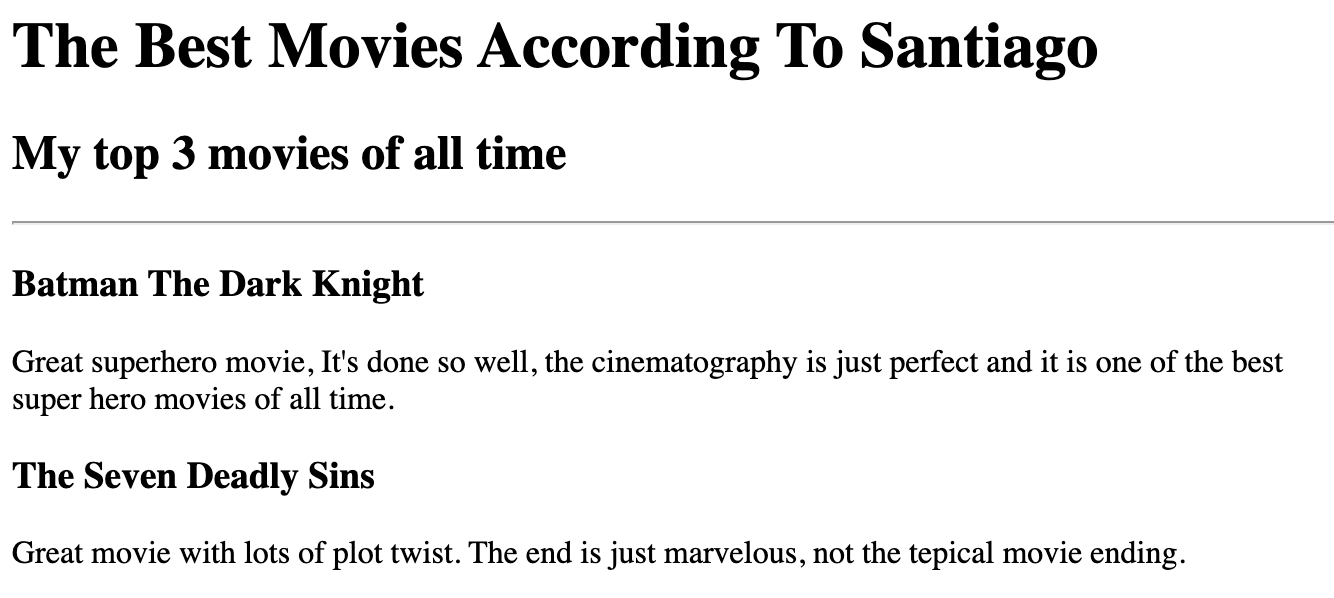 The Best Movies According To Santiago
My top 3 movies of all time
Batman The Dark Knight
Great superhero movie, It's done so well, the cinematography is just perfect and it is one of the best
super hero movies of all time.
The Seven Deadly Sins
Great movie with lots of plot twist. The end is just marvelous, not the tepical movie ending.